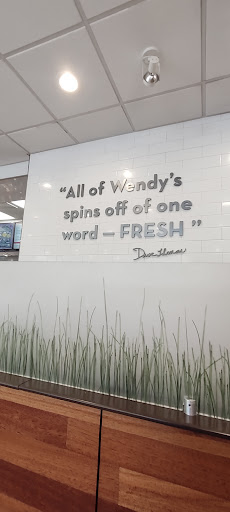 “All of Wendy's
spins off of one
word — FRESH ”
Dave Thomas